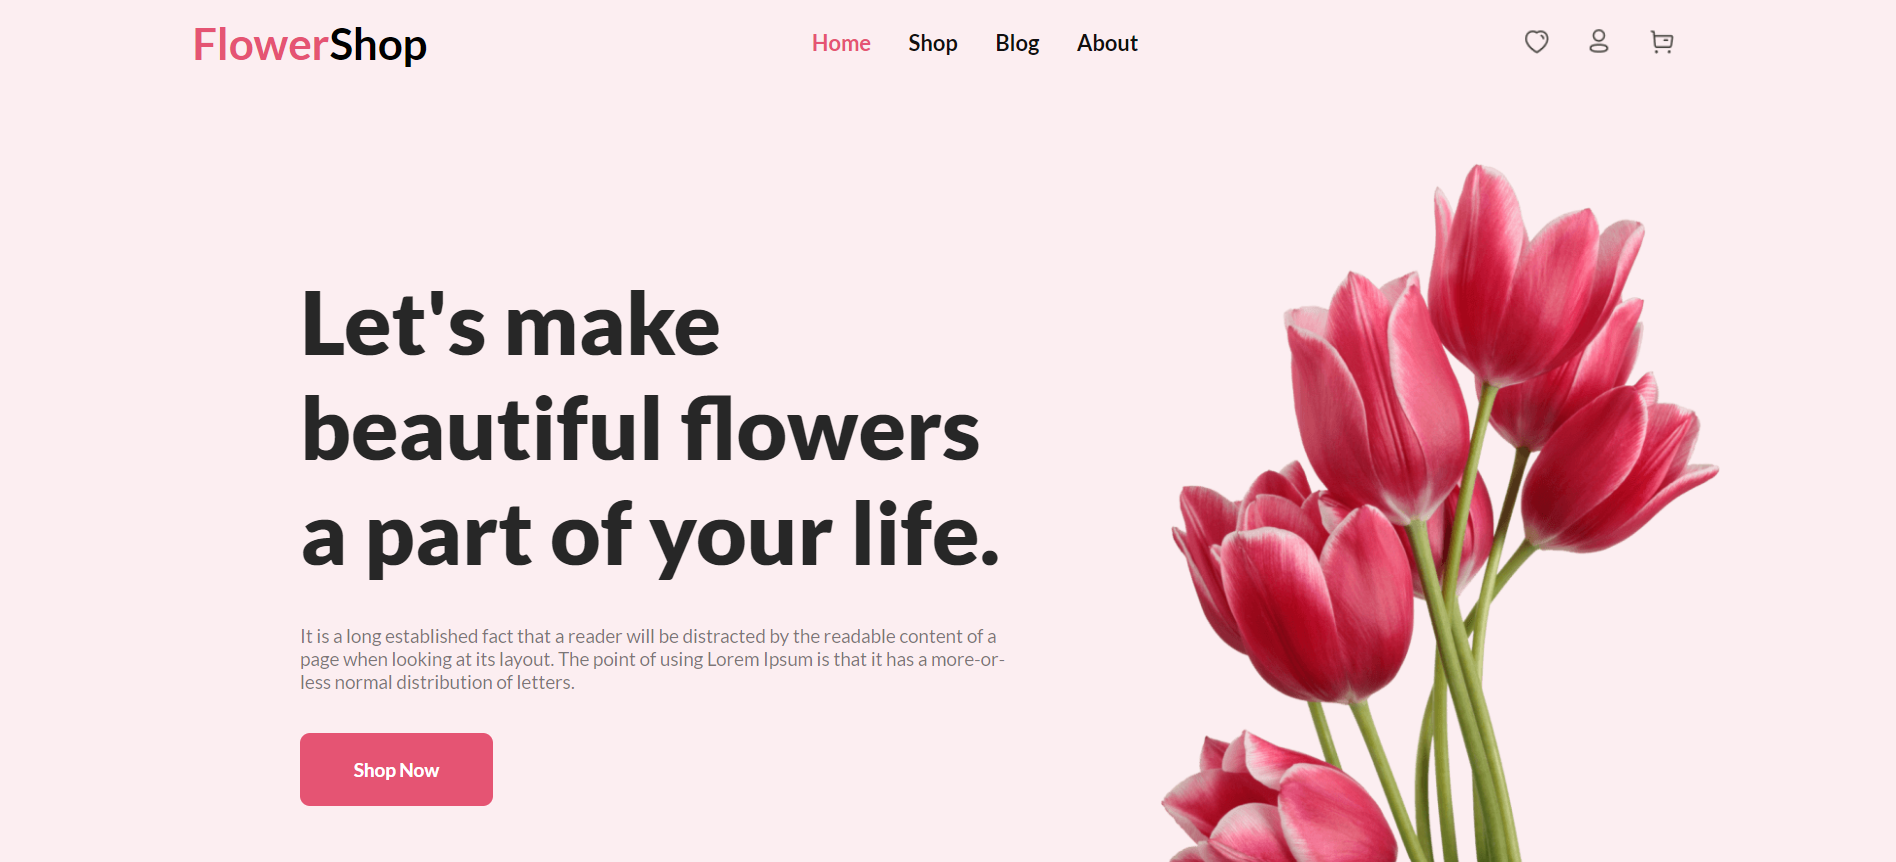 FlowerShop
Home Shop Blog About
Let's make
beautiful flowers
a part of your life.
It is a long established fact that a reader will be distracted by the readable content of a
page when looking at its layout. The point of using Lorem Ipsum is that it has a more-or-
less normal distribution of letters.
Shop Now